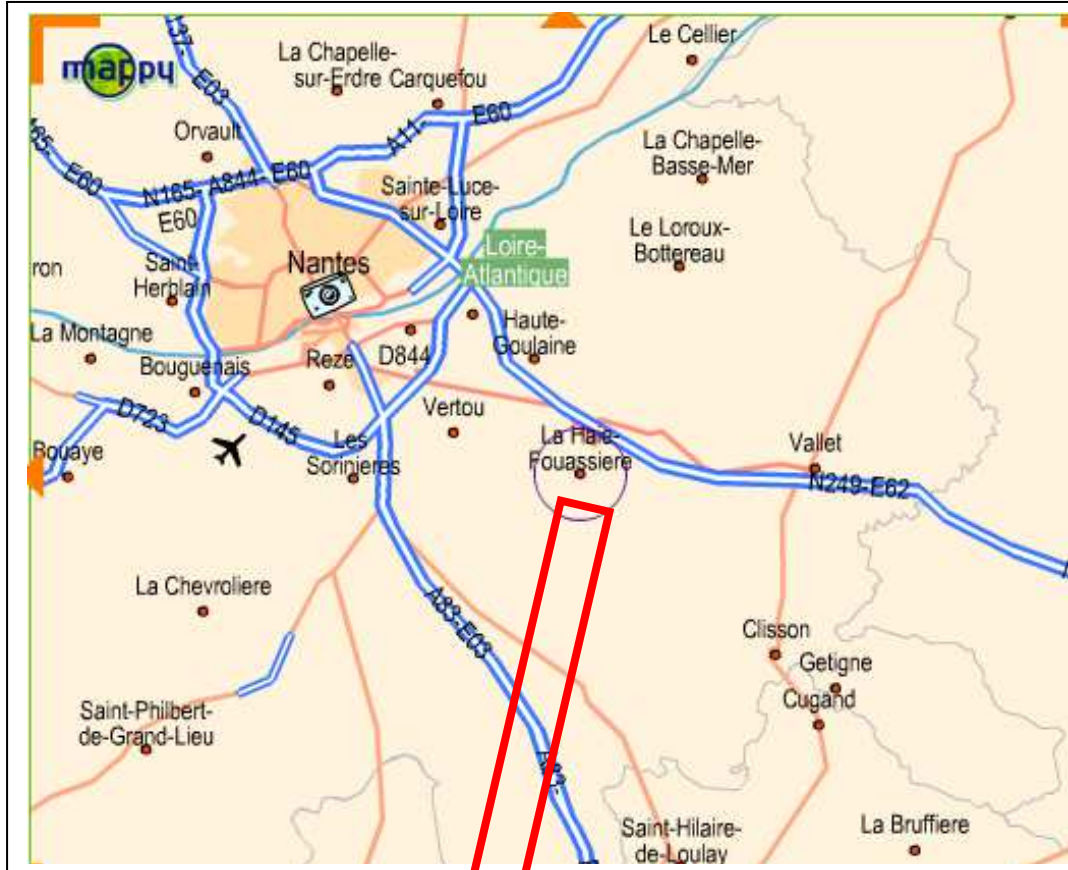 mappy
137-
E03
La Chapelle-
sur-Erdre
Carquefou
Le Cellier
Orvault
A11-
E60
La Chapelle-
Basse-Mer
E60
N165-
A844-
E60
E60
Sainte-Luce-
sur-Loire
Le Loroux-
Bottereau
Loire-
Atlantique
ron
Saint-
Herblain
Nantes
La Montagne
Haute-
Goulaine
Bouguenais
Reze
D844
D723
D145
Vertou
La Haie-
Fouassiere
Vallet
Bouaye
Les
Sorinieres
N249-E62
La Chevroliere
A83-E03
Clisson
Getigne
Cugand
Saint-Philbert-
de-Grand-Lieu
Saint-Hilaire-
de-Loulay
La Bruffiere